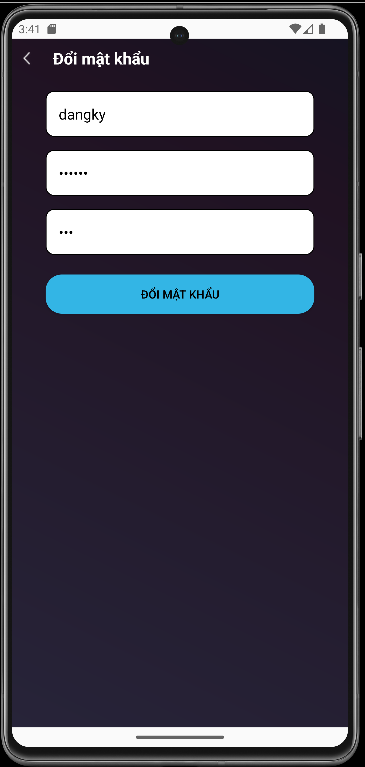 3:41
Đổi mật khẩu
dangky
••••••
•••
ĐỔI MẬT KHẨU